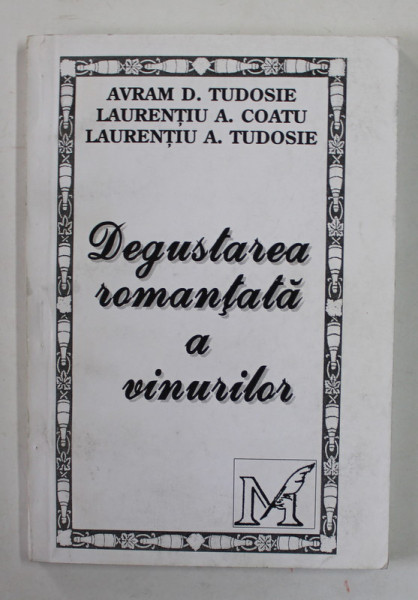 AVRAM D. TUDOSIE
LAURENȚIU A. COATU
LAURENȚIU A. TUDOSIE
Degustarea
romanțată
a
vinurilor
M